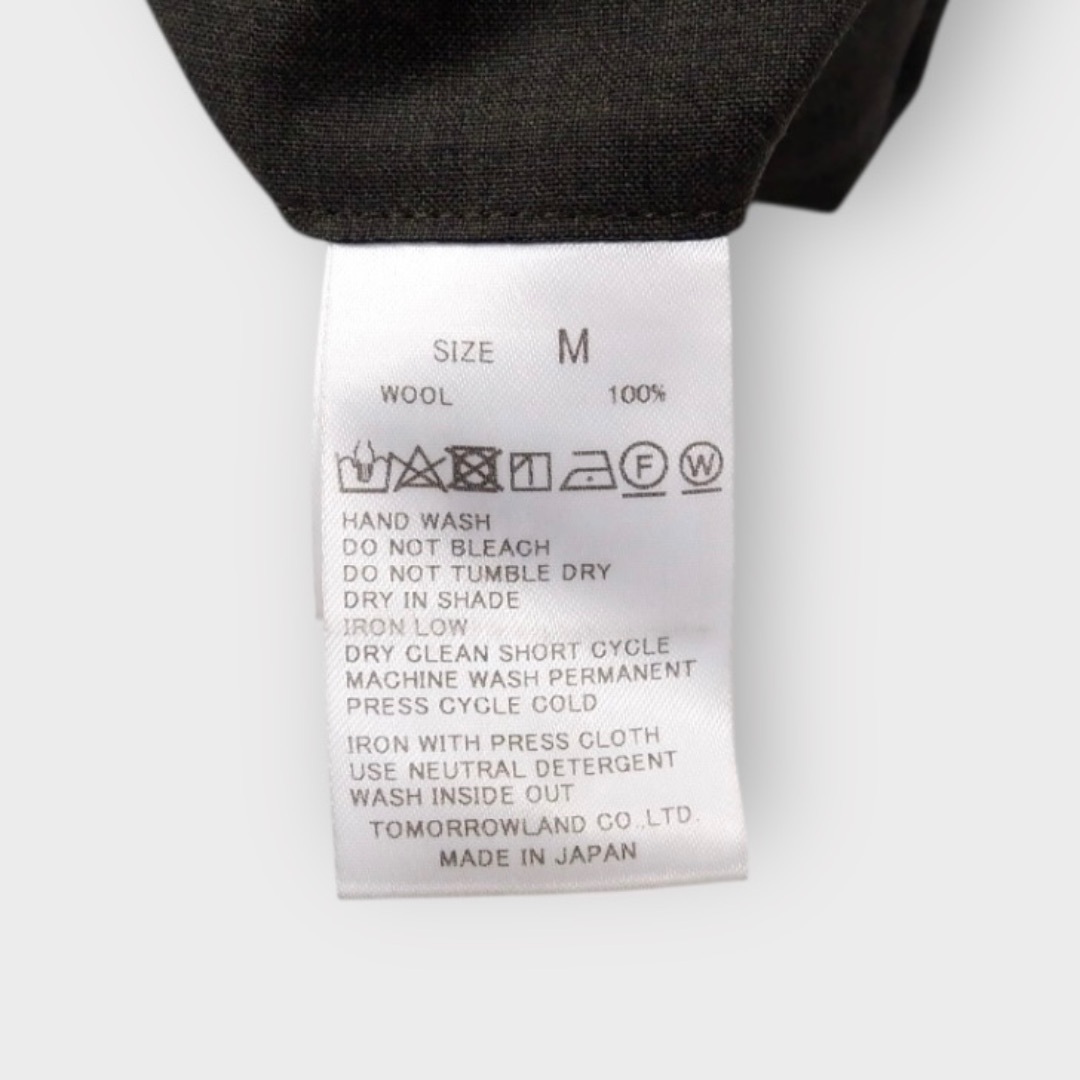 SIZE M
WOOL 100%
F W
HAND WASH
DO NOT BLEACH
DO NOT TUMBLE DRY
DRY IN SHADE
IRON LOW
DRY CLEAN SHORT CYCLE
MACHINE WASH PERMANENT
PRESS CYCLE COLD
IRON WITH PRESS CLOTH
USE NEUTRAL DETERGENT
WASH INSIDE OUT
TOMORROWLAND CO.,LTD.
MADE IN JAPAN